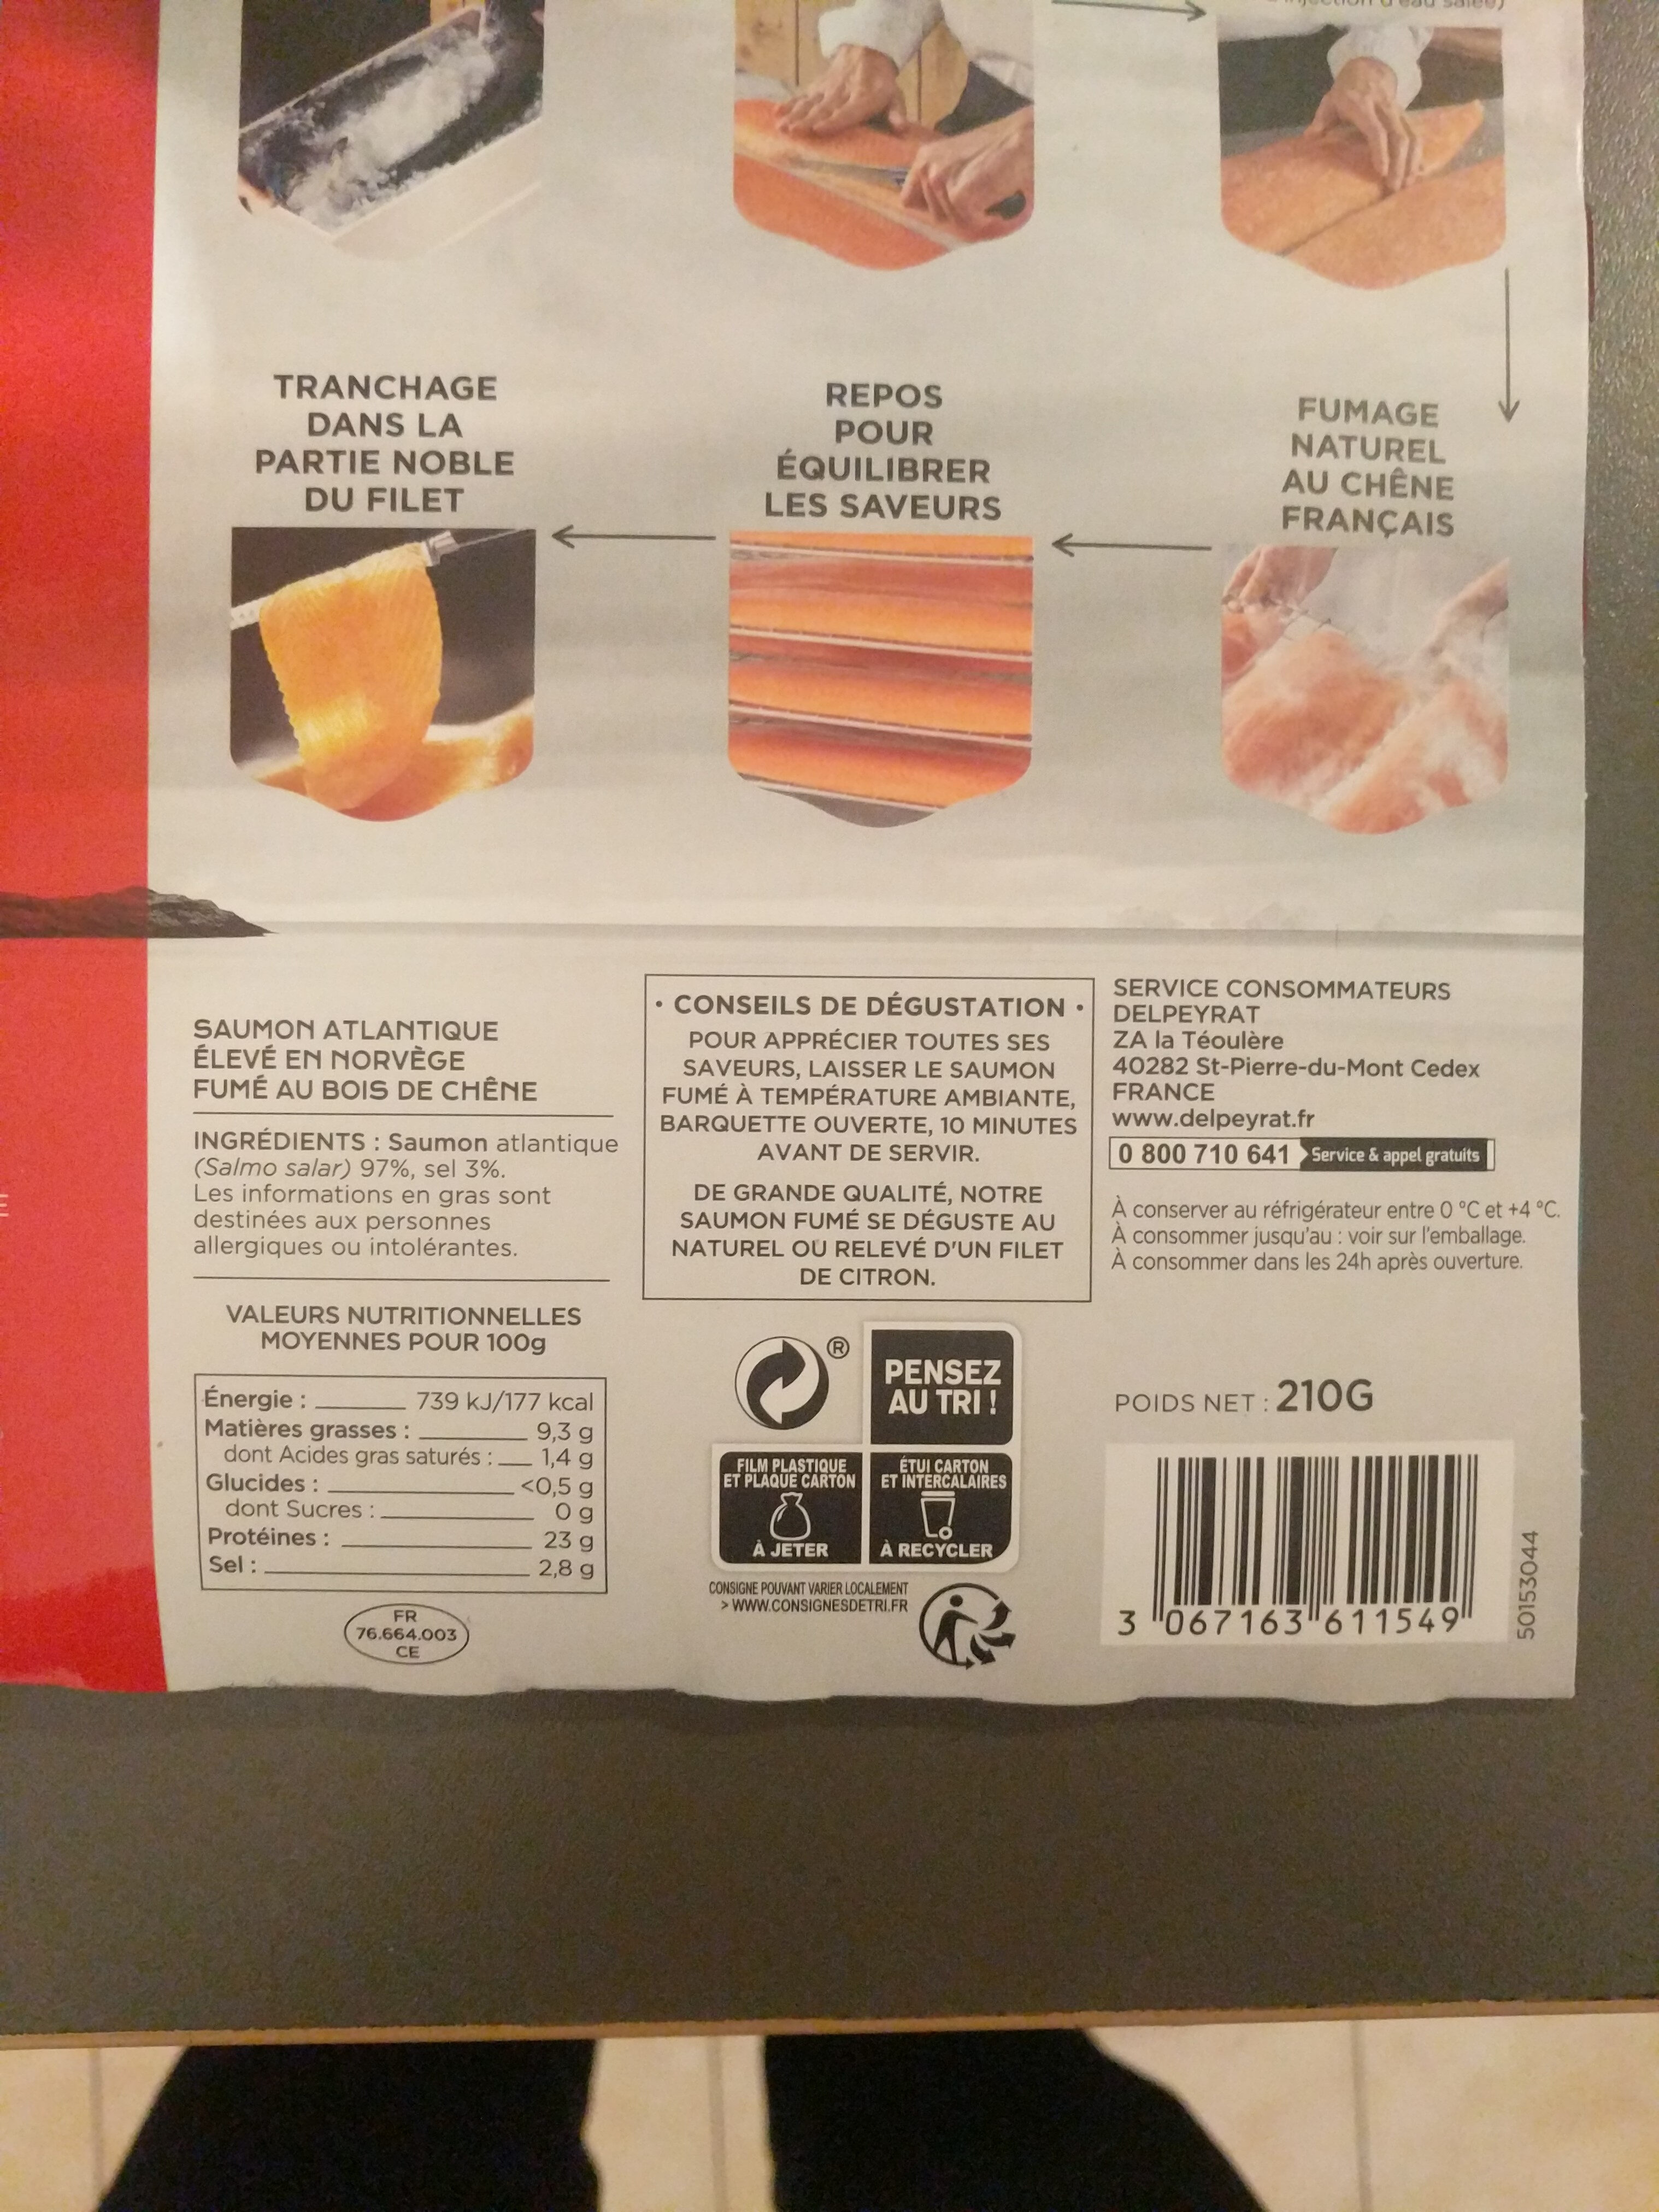 injection d'eau salée)
TRANCHAGE
DANS LA
PARTIE NOBLE
DU FILET
REPOS
POUR
ÉQUILIBRER
LES SAVEURS
FUMAGE
NATUREL
AU CHÊNE
FRANÇAIS
SAUMON ATLANTIQUE
ÉLEVÉ EN NORVÈGE
FUMÉ AU BOIS DE CHÊNE
INGRÉDIENTS : Saumon atlantique
(Salmo salar) 97%, sel 3%.
Les informations en gras sont
destinées aux personnes
allergiques ou intolérantes.
VALEURS NUTRITIONNELLES
MOYENNES POUR 100g
Énergie : 739 kJ/177 kcal
Matières grasses : 9,3 g
dont Acides gras saturés : 1,4 g
Glucides : <0,5 g
dont Sucres : 0 g
Protéines : 23 g
Sel : 2,8 g
FR
76.664.003
CE
• CONSEILS DE DÉGUSTATION •
POUR APPRÉCIER TOUTES SES
SAVEURS, LAISSER LE SAUMON
FUMÉ À TEMPÉRATURE AMBIANTE,
BARQUETTE OUVERTE, 10 MINUTES
AVANT DE SERVIR.
DE GRANDE QUALITÉ, NOTRE
SAUMON FUMÉ SE DÉGUSTE AU
NATUREL OU RELEVÉ D'UN FILET
DE CITRON.
®
PENSEZ
AU TRI !
FILM PLASTIQUE
ET PLAQUE CARTON
À JETER
ÉTUI CARTON
ET INTERCALAIRES
À RECYCLER
CONSIGNE POUVANT VARIER LOCALEMENT
> WWW.CONSIGNESDETRI.FR
SERVICE CONSOMMATEURS
DELPEYRAT
ZA la Téoulère
40282 St-Pierre-du-Mont Cedex
FRANCE
www.delpeyrat.fr
0 800 710 641 Service & appel gratuits
À conserver au réfrigérateur entre 0 °C et +4 °C.
À consommer jusqu'au : voir sur l'emballage.
À consommer dans les 24h après ouverture.
POIDS NET : 210G
3 067163 611549
50153044